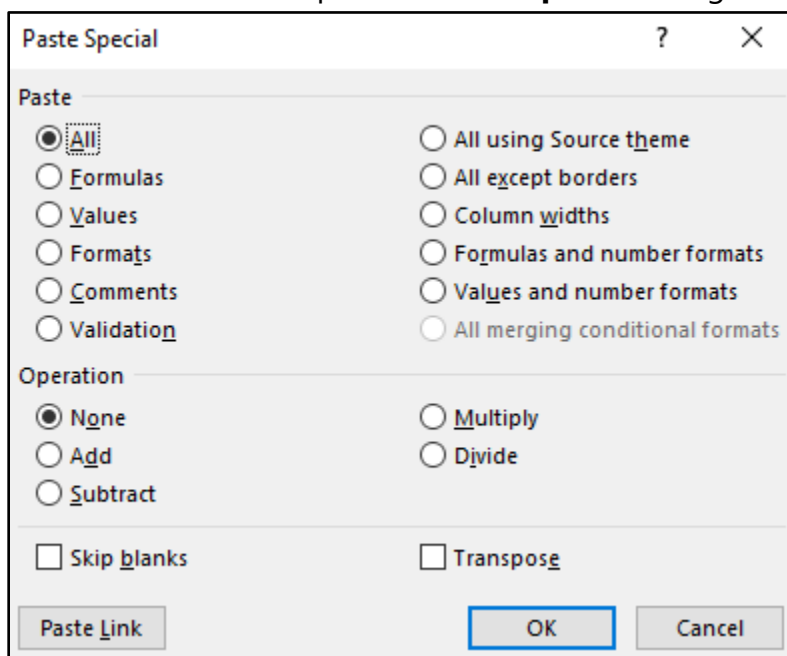 Paste Special ? X
Paste
All All using Source theme
Formulas All except borders
Values Column widths
Formats Formulas and number formats
Comments Values and number formats
Validation All merging conditional formats
Operation
None Multiply
Add Divide
Subtract
Skip blanks Transpose
Paste Link OK Cancel